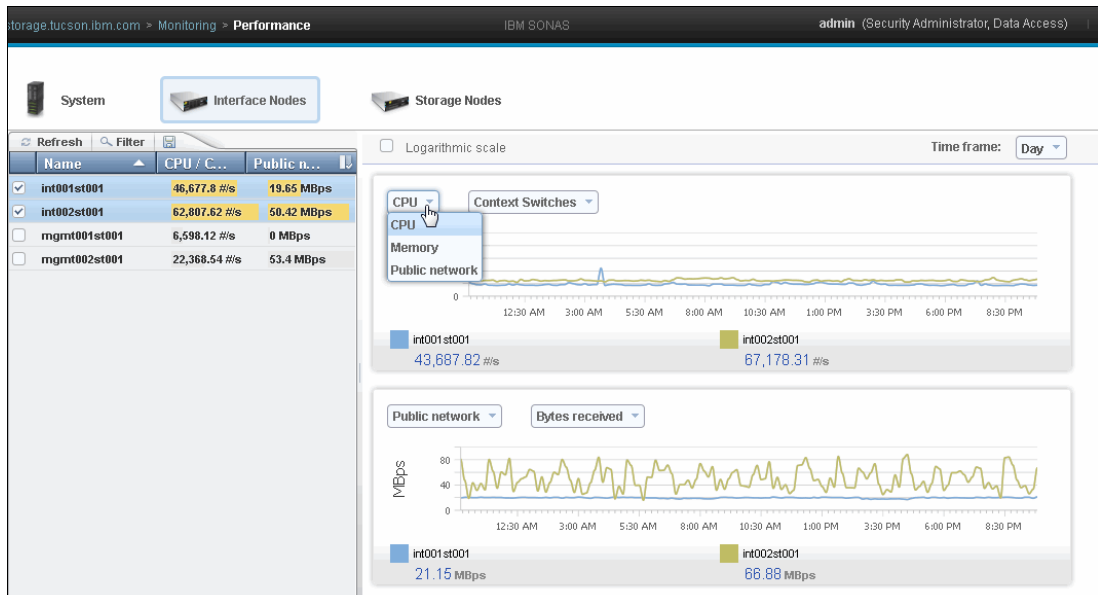 storage.tucson.ibm.com > Monitoring > Performance
IBM SONAS
admin (Security Administrator, Data Access)
System
Interface Nodes
Storage Nodes
Refresh
Filter
Name
CPU / C...
Public n...
int001st001 46,677.8 #/s 19.65 MBps
int002st001 62,807.62 #/s 50.42 MBps
mgmt001st001 6,598.12 #/s 0 MBps
mgmt002st001 22,368.54 #/s 53.4 MBps
Logarithmic scale
Time frame: Day
CPU
Context Switches
CPU
Memory
Public network
0
12:30 AM 3:00 AM 5:30 AM 8:00 AM 10:30 AM 1:00 PM 3:30 PM 6:00 PM 8:30 PM
int001st001
43,687.82 #/s
int002st001
67,178.31 #/s
Public network
Bytes received
MBps
80
40
0
12:30 AM 3:00 AM 5:30 AM 8:00 AM 10:30 AM 1:00 PM 3:30 PM 6:00 PM 8:30 PM
int001st001
21.15 MBps
int002st001
66.88 MBps